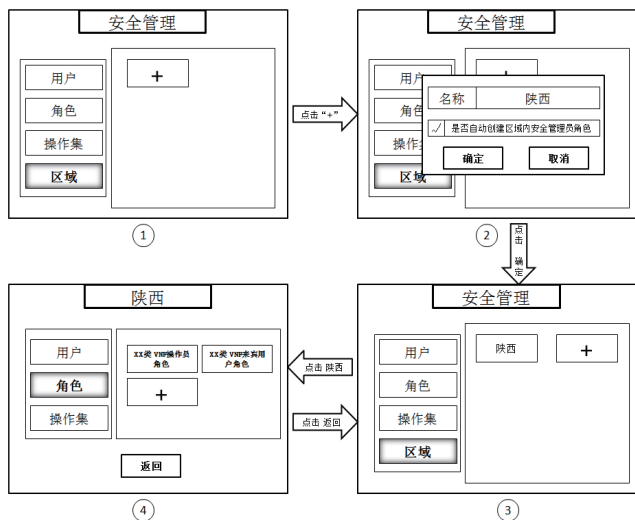 安全管理
用户
角色
操作集
区域
+
①
点击“+”
安全管理
用户
角色
操作集
区域
+
名称 陕西
√ 是否自动创建区域内安全管理员角色
确定 取消
②
点击 确定
安全管理
用户
角色
操作集
区域
陕西 +
③
点击 陕西
点击 返回
陕西
用户
角色
操作集
XX类 VNF操作员
角色
XX类 VNF来宾用
户角色
+
返回
④